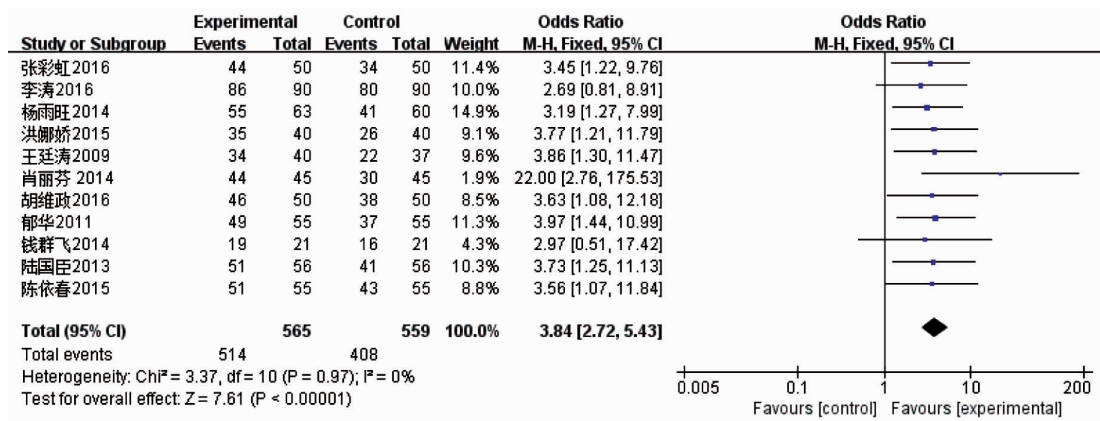 Experimental Control Odds Ratio Odds Ratio
Study or Subgroup Events Total Events Total Weight M-H, Fixed, 95% CI M-H, Fixed, 95% CI
张彩虹2016 44 50 34 50 11.4% 3.45 [1.22, 9.76]
李涛2016 86 90 80 90 10.0% 2.69 [0.81, 8.91]
杨雨旺2014 55 63 41 60 14.9% 3.19 [1.27, 7.99]
洪娜娇2015 35 40 26 40 9.1% 3.77 [1.21, 11.79]
王廷涛2009 34 40 22 37 9.6% 3.86 [1.30, 11.47]
肖丽芬 2014 44 45 30 45 1.9% 22.00 [2.76, 175.53]
胡维政2016 46 50 38 50 8.5% 3.63 [1.08, 12.18]
郁华2011 49 55 37 55 11.3% 3.97 [1.44, 10.99]
钱群飞2014 19 21 16 21 4.3% 2.97 [0.51, 17.42]
陆国臣2013 51 56 41 56 10.3% 3.73 [1.25, 11.13]
陈依春2015 51 55 43 55 8.8% 3.56 [1.07, 11.84]
Total (95% CI) 565 559 100.0% 3.84 [2.72, 5.43]
Total events 514 408
Heterogeneity: Chi² = 3.37, df = 10 (P = 0.97); I² = 0%
Test for overall effect: Z = 7.61 (P < 0.00001)
0.005 0.1 1 10 200
Favours [control] Favours [experimental]